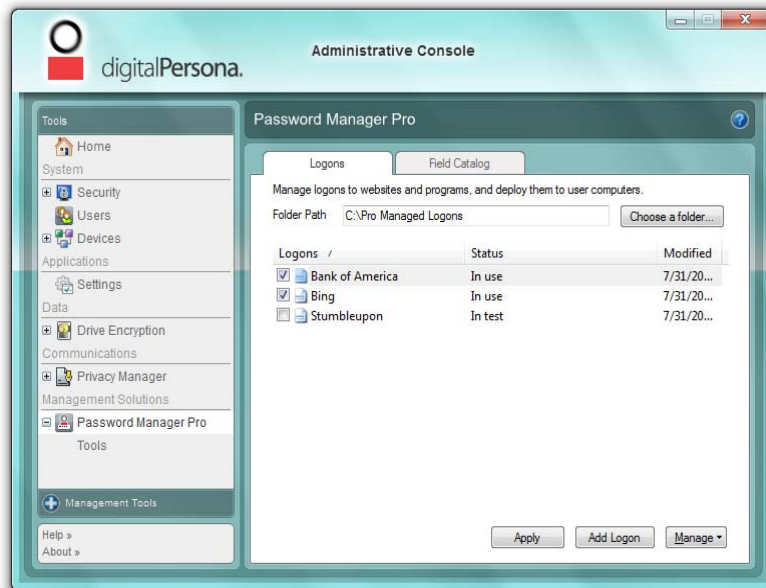 digitalPersona.
Administrative Console
Tools
Home
System
Security
Users
Devices
Applications
Settings
Data
Drive Encryption
Communications
Privacy Manager
Management Solutions
Password Manager Pro
Tools
Management Tools
Help »
About »
Password Manager Pro
Logons
Field Catalog
Manage logons to websites and programs, and deploy them to user computers.
Folder Path C:\Pro Managed Logons Choose a folder...
Logons Status Modified
Bank of America In use 7/31/20...
Bing In use 7/31/20...
Stumbleupon In test 7/31/20...
Apply Add Logon Manage